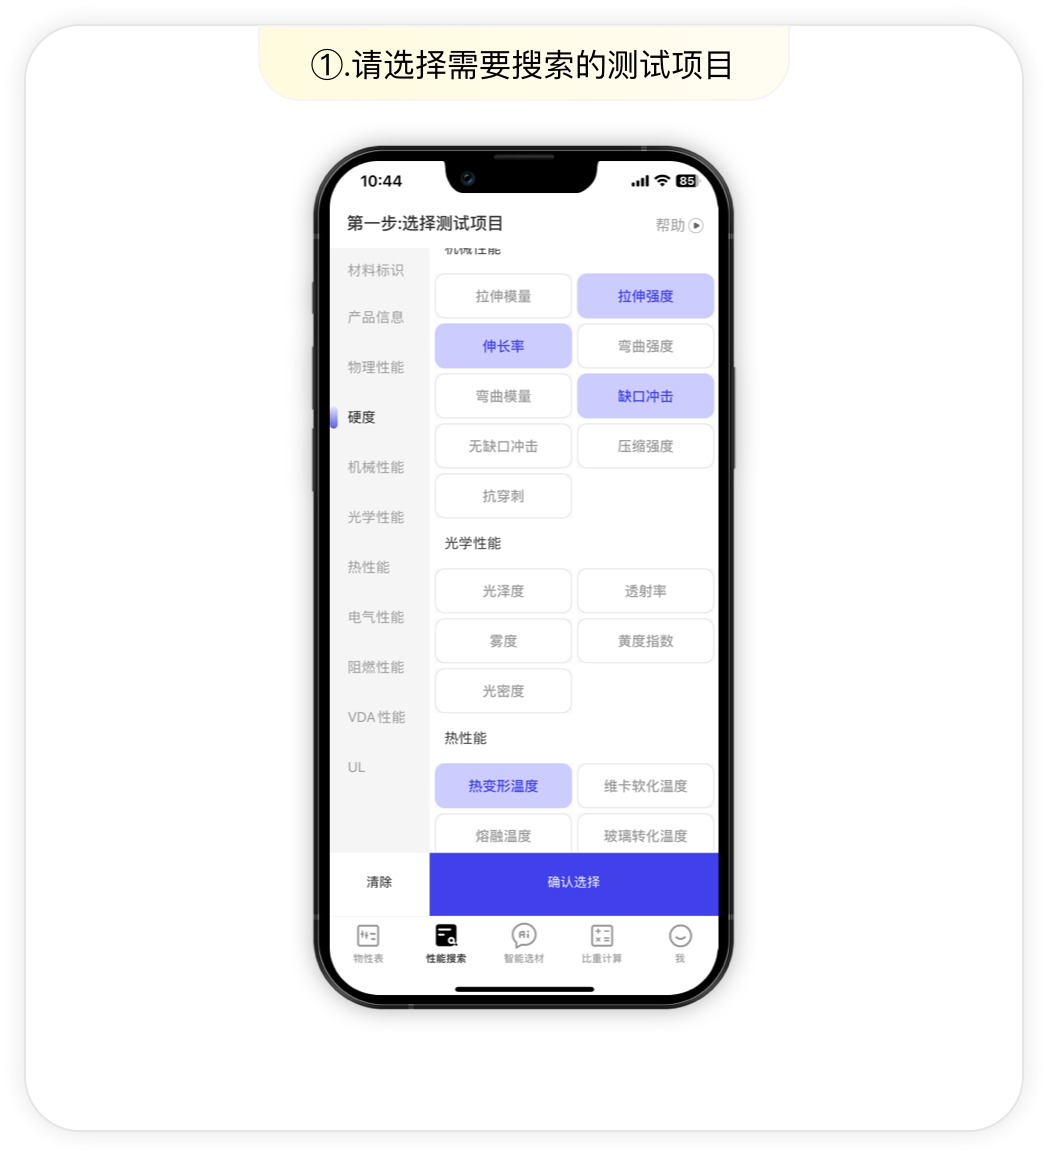 ①.请选择需要搜索的测试项目
10:44
85
第一步:选择测试项目
帮助
材料标识
产品信息
物理性能
硬度
机械性能
光学性能
热性能
电气性能
阻燃性能
VDA性能
UL
机械性能
拉伸模量 拉伸强度
伸长率 弯曲强度
弯曲模量 缺口冲击
无缺口冲击 压缩强度
抗穿刺
光学性能
光泽度 透射率
雾度 黄度指数
光密度
热性能
热变形温度 维卡软化温度
熔融温度 玻璃转化温度
清除 确认选择
Ai
物性表 性能搜索 智能选材 比重计算 我